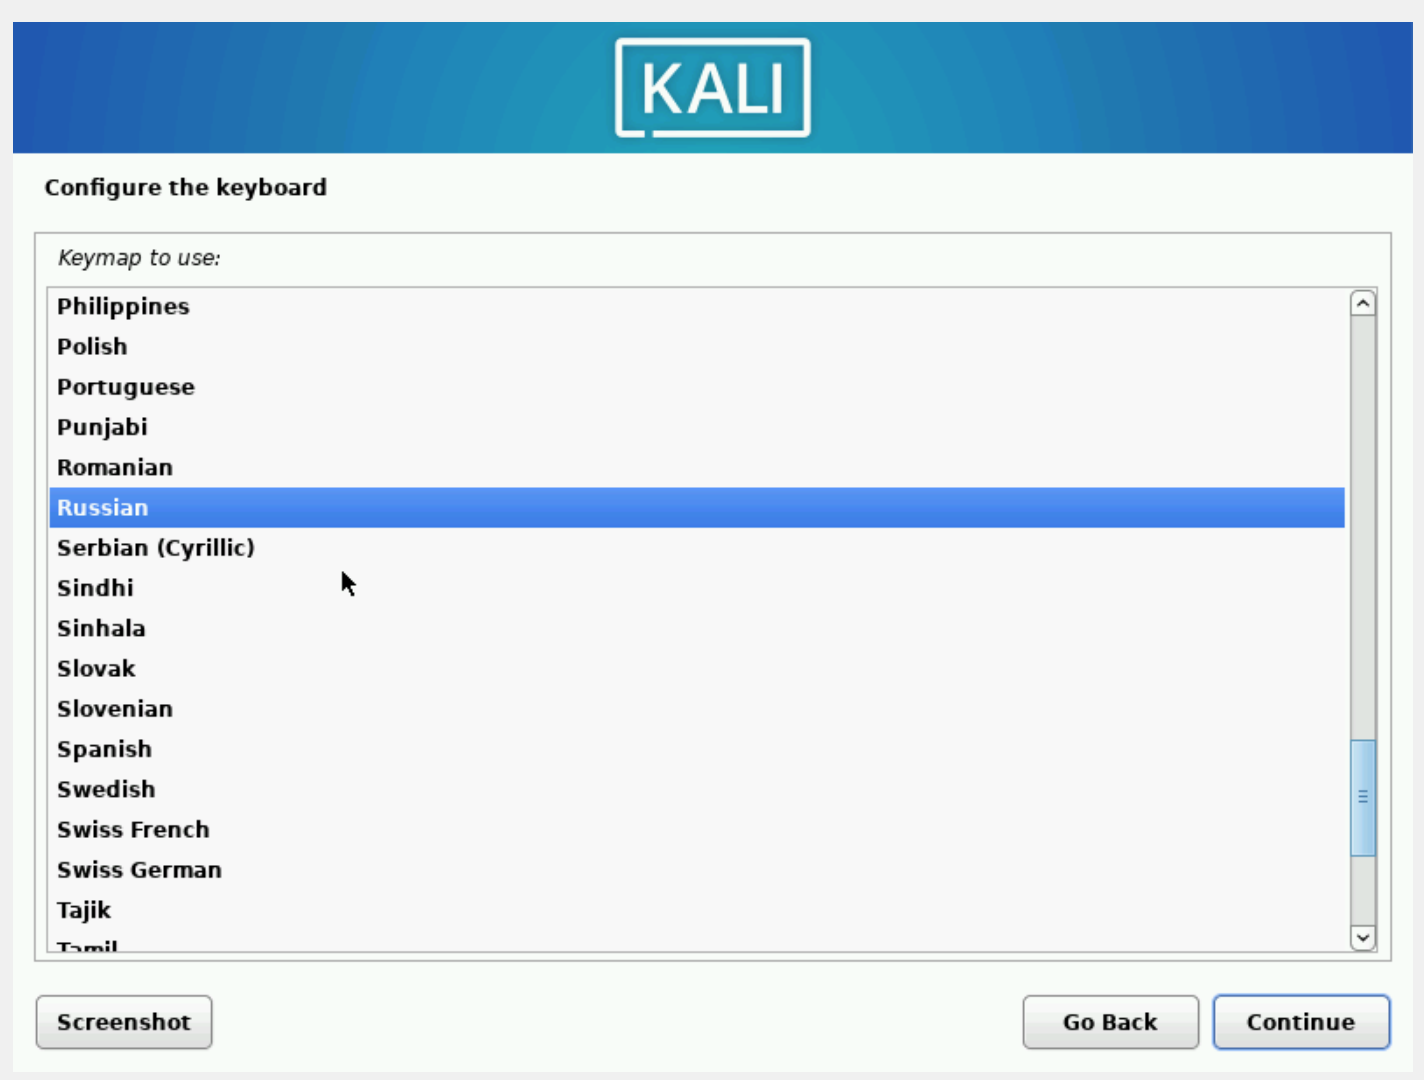 KALI
Configure the keyboard
Keymap to use:
Philippines
Polish
Portuguese
Punjabi
Romanian
Russian
Serbian (Cyrillic)
Sindhi
Sinhala
Slovak
Slovenian
Spanish
Swedish
Swiss French
Swiss German
Tajik
Tamil
Screenshot
Go Back
Continue